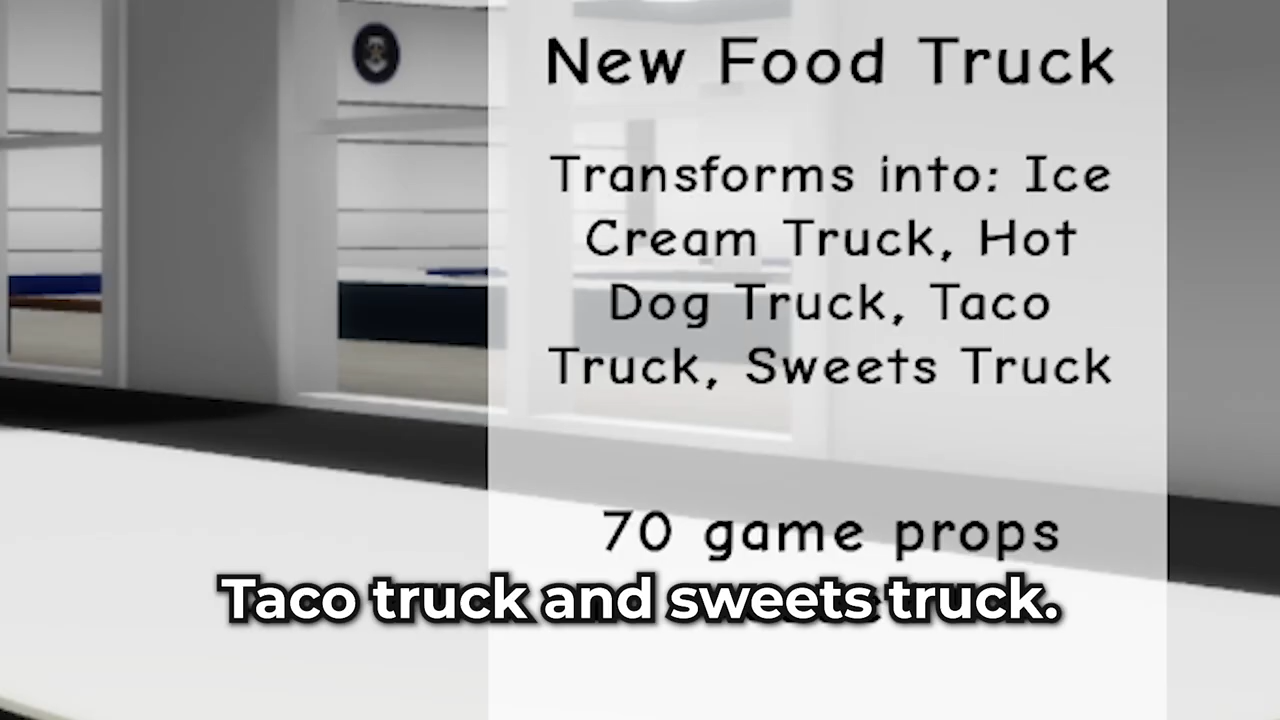 New Food Truck
Transforms into: Ice
Cream Truck, Hot
Dog Truck, Taco
Truck, Sweets Truck
70 game props
Taco truck and sweets truck.